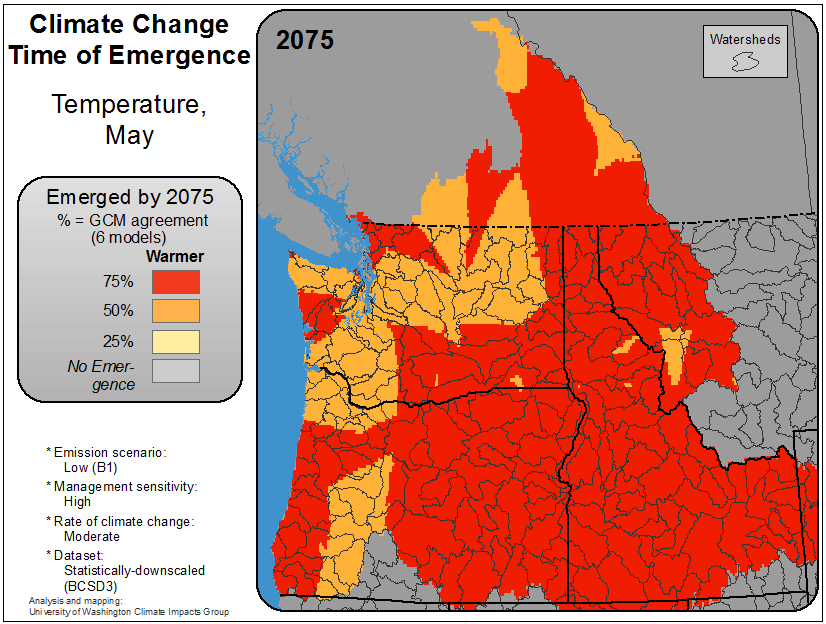 Climate Change
Time of Emergence
Temperature,
May
Emerged by 2075
% = GCM agreement
(6 models)
Warmer
75%
50%
25%
No Emer-
gence
* Emission scenario:
Low (B1)
* Management sensitivity:
High
* Rate of climate change:
Moderate
* Dataset:
Statistically-downscaled
(BCSD3)
Analysis and mapping:
University of Washington Climate Impacts Group
2075
Watersheds